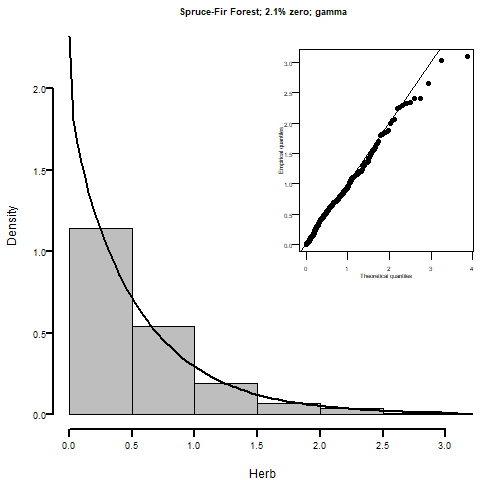 Spruce-Fir Forest; 2.1% zero; gamma
Density
2.0
1.5
1.0
0.5
0.0
0.0 0.5 1.0 1.5 2.0 2.5 3.0
Herb
Empirical quantiles
3.0
2.5
2.0
1.5
1.0
0.5
0.0
0 1 2 3 4
Theoretical quantiles